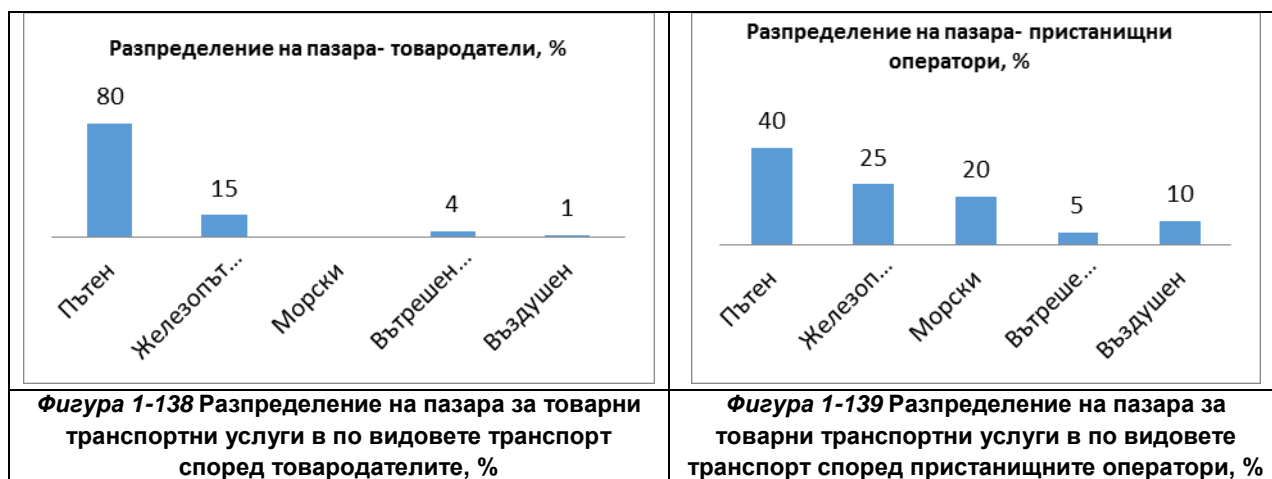 Разпределение на пазара- товародатели, %
80
15
4
1
Пътен
Железопът...
Морски
Вътрешен...
Въздушен
Фигура 1-138 Разпределение на пазара за товарни
транспортни услуги в по видовете транспорт
според товародателите, %
Разпределение на пазара- пристанищни
оператори, %
40
25
20
5
10
Пътен
Железоп...
Морски
Вътреше...
Въздушен
Фигура 1-139 Разпределение на пазара за
товарни транспортни услуги в по видовете
транспорт според пристанищните оператори, %